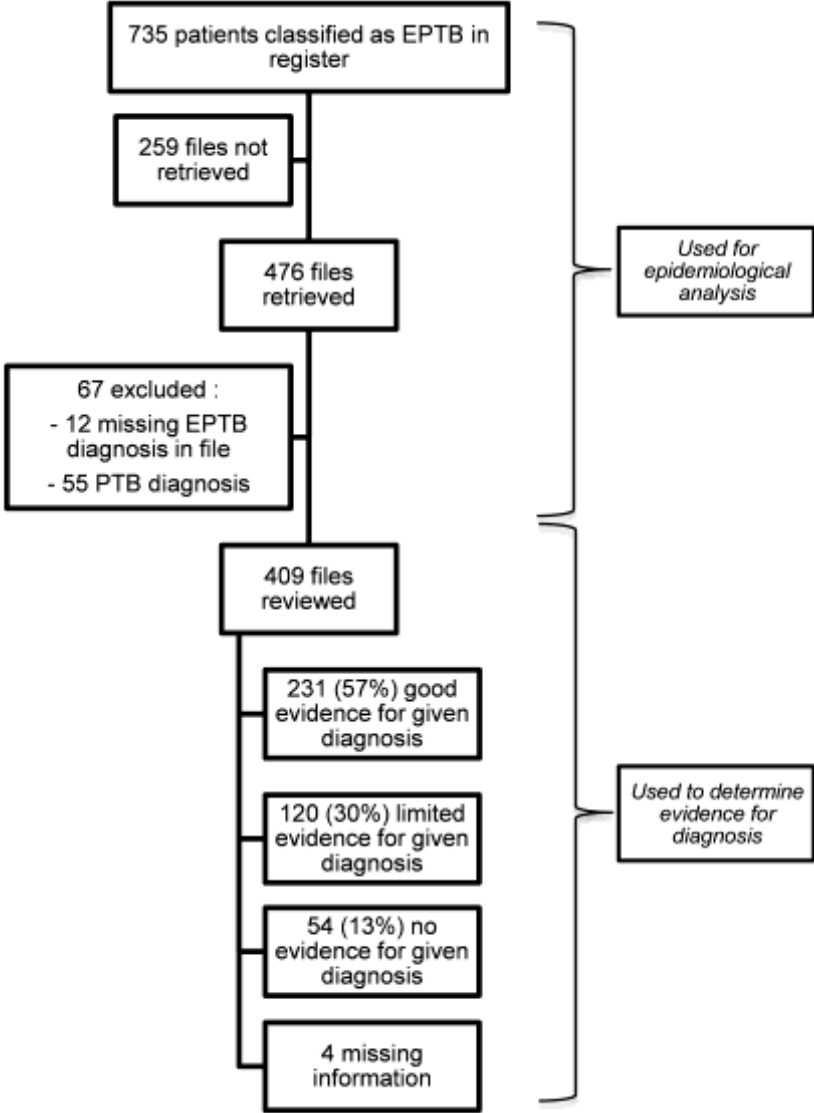 735 patients classified as EPTB in
register
259 files not
retrieved
476 files
retrieved
Used for
epidemiological
analysis
67 excluded :
- 12 missing EPTB
diagnosis in file
- 55 PTB diagnosis
409 files
reviewed
231 (57%) good
evidence for given
diagnosis
120 (30%) limited
evidence for given
diagnosis
Used to determine
evidence for
diagnosis
54 (13%) no
evidence for given
diagnosis
4 missing
information